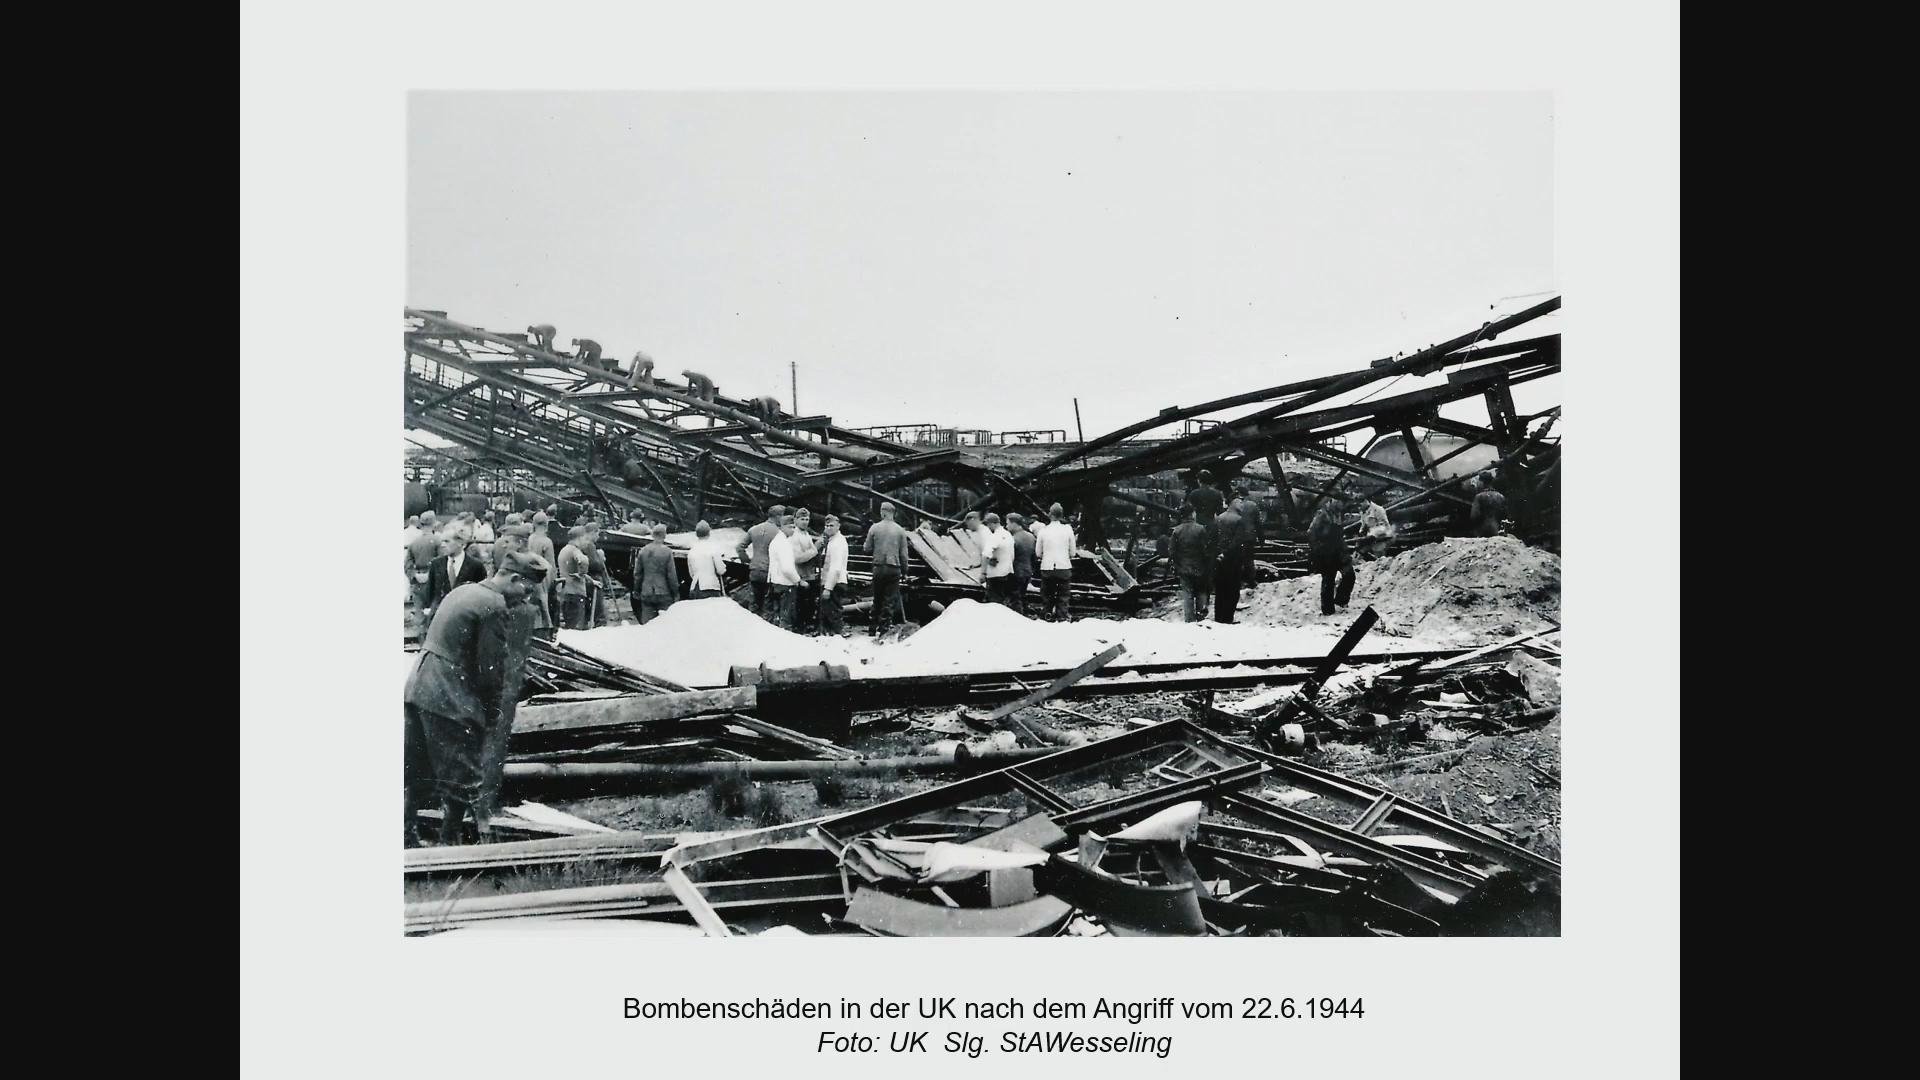 Bombenschäden in der UK nach dem Angriff vom 22.6.1944
Foto: UK Slg. StAWesseling